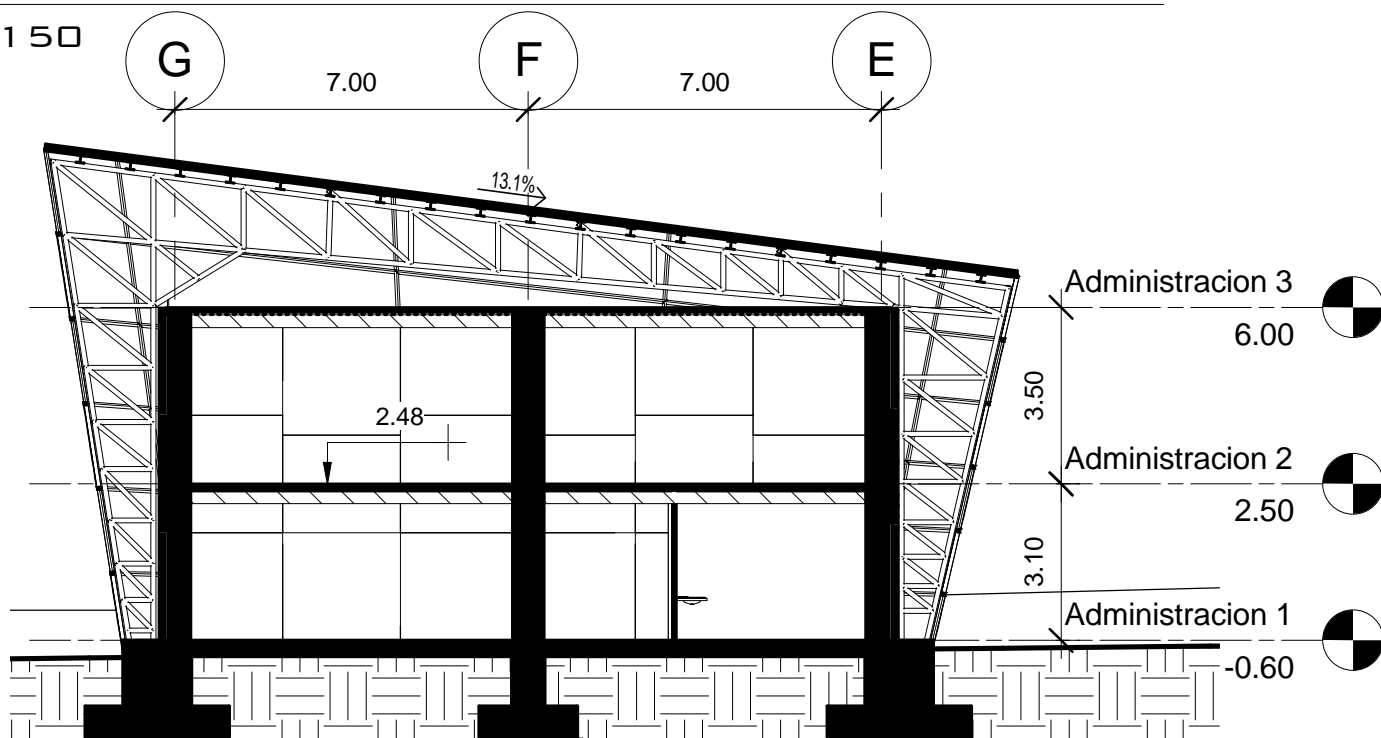 150
G
F
E
7.00
7.00
13.1%
Administracion 3
6.00
3.50
2.48
Administracion 2
2.50
3.10
Administracion 1
-0.60